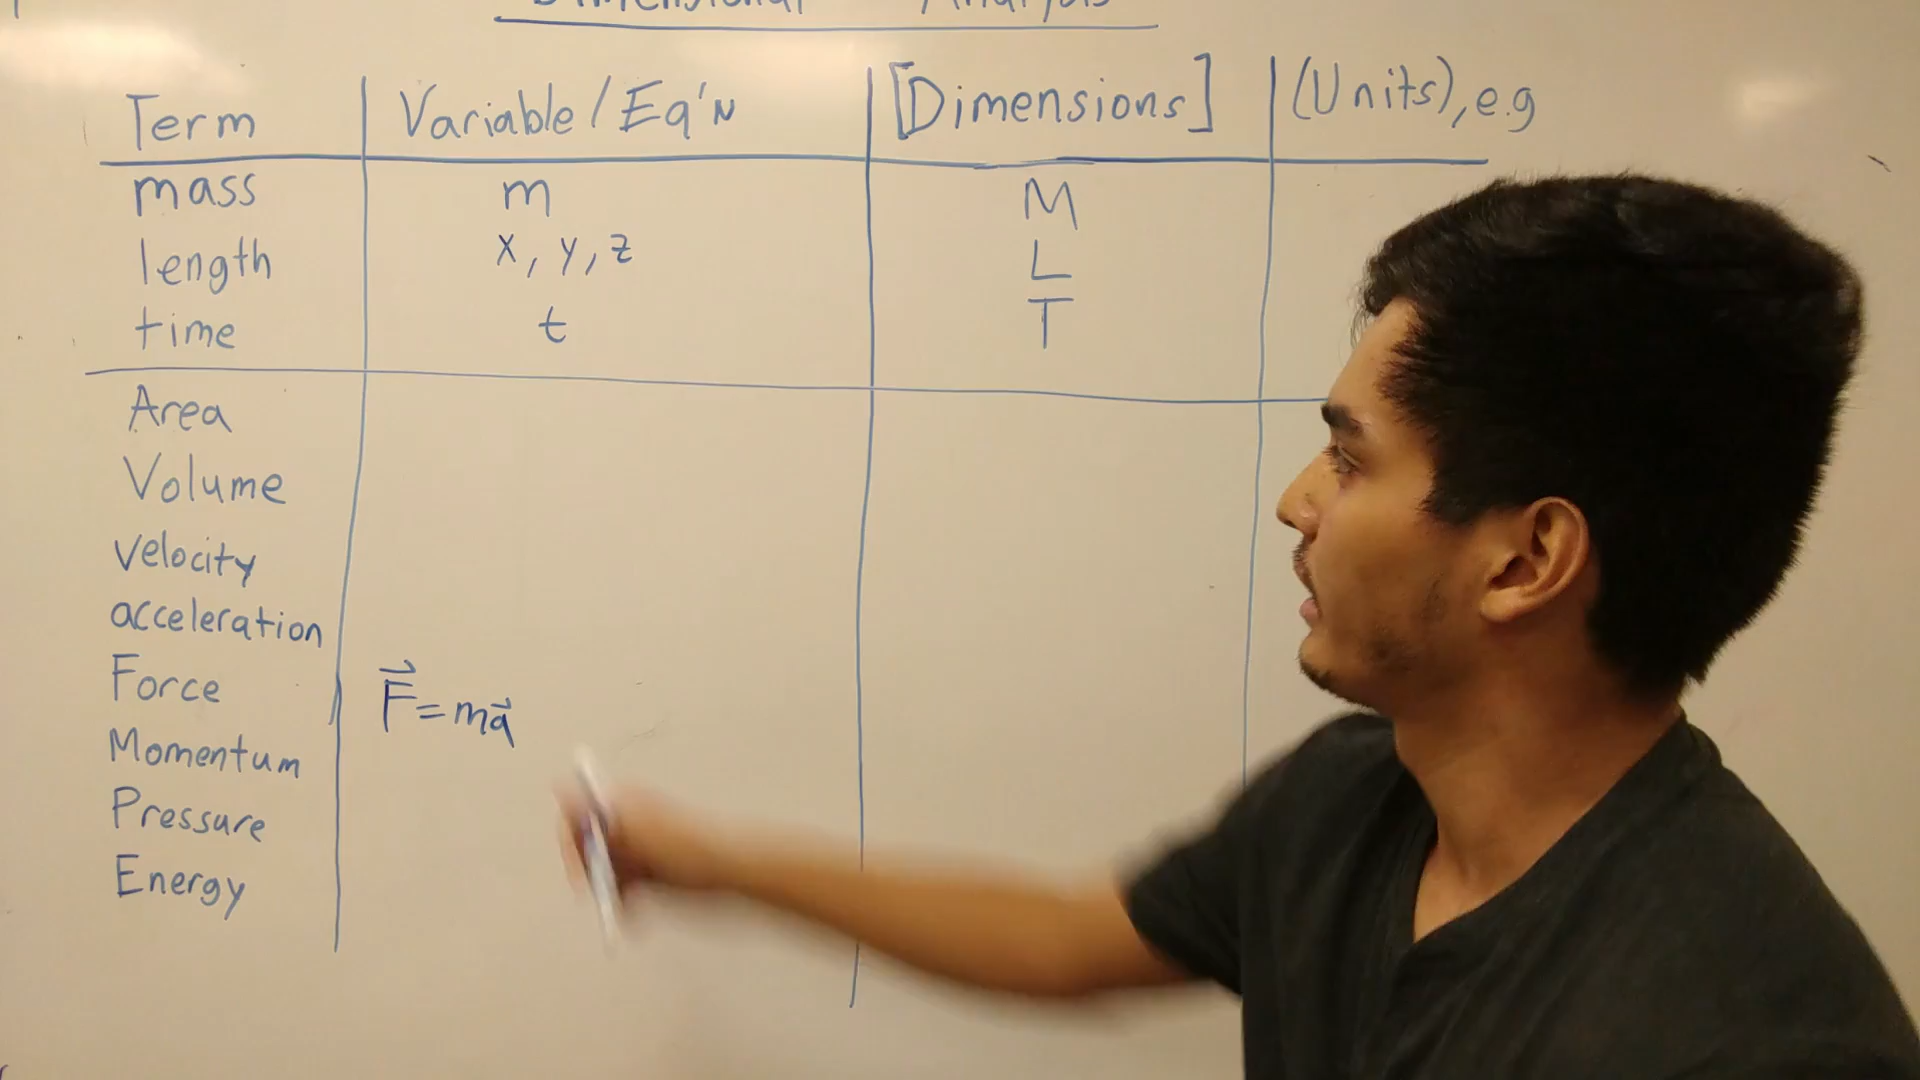 Dimensional Analysis
Term Variable/Eq'N [Dimensions] (Units), e.g
mass m M
length x, y, z L
time t T
Area
Volume
Velocity
acceleration
Force F⃗ = ma⃗
Momentum
Pressure
Energy